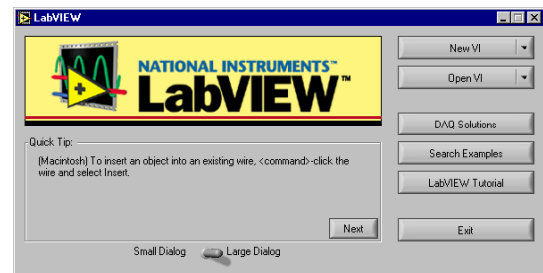 LabVIEW
NATIONAL INSTRUMENTS™
LabVIEW™
Quick Tip:
(Macintosh) To insert an object into an existing wire, <command>-click the
wire and select Insert.
Next
Small Dialog Large Dialog
New VI
Open VI
DAQ Solutions
Search Examples
LabVIEW Tutorial
Exit